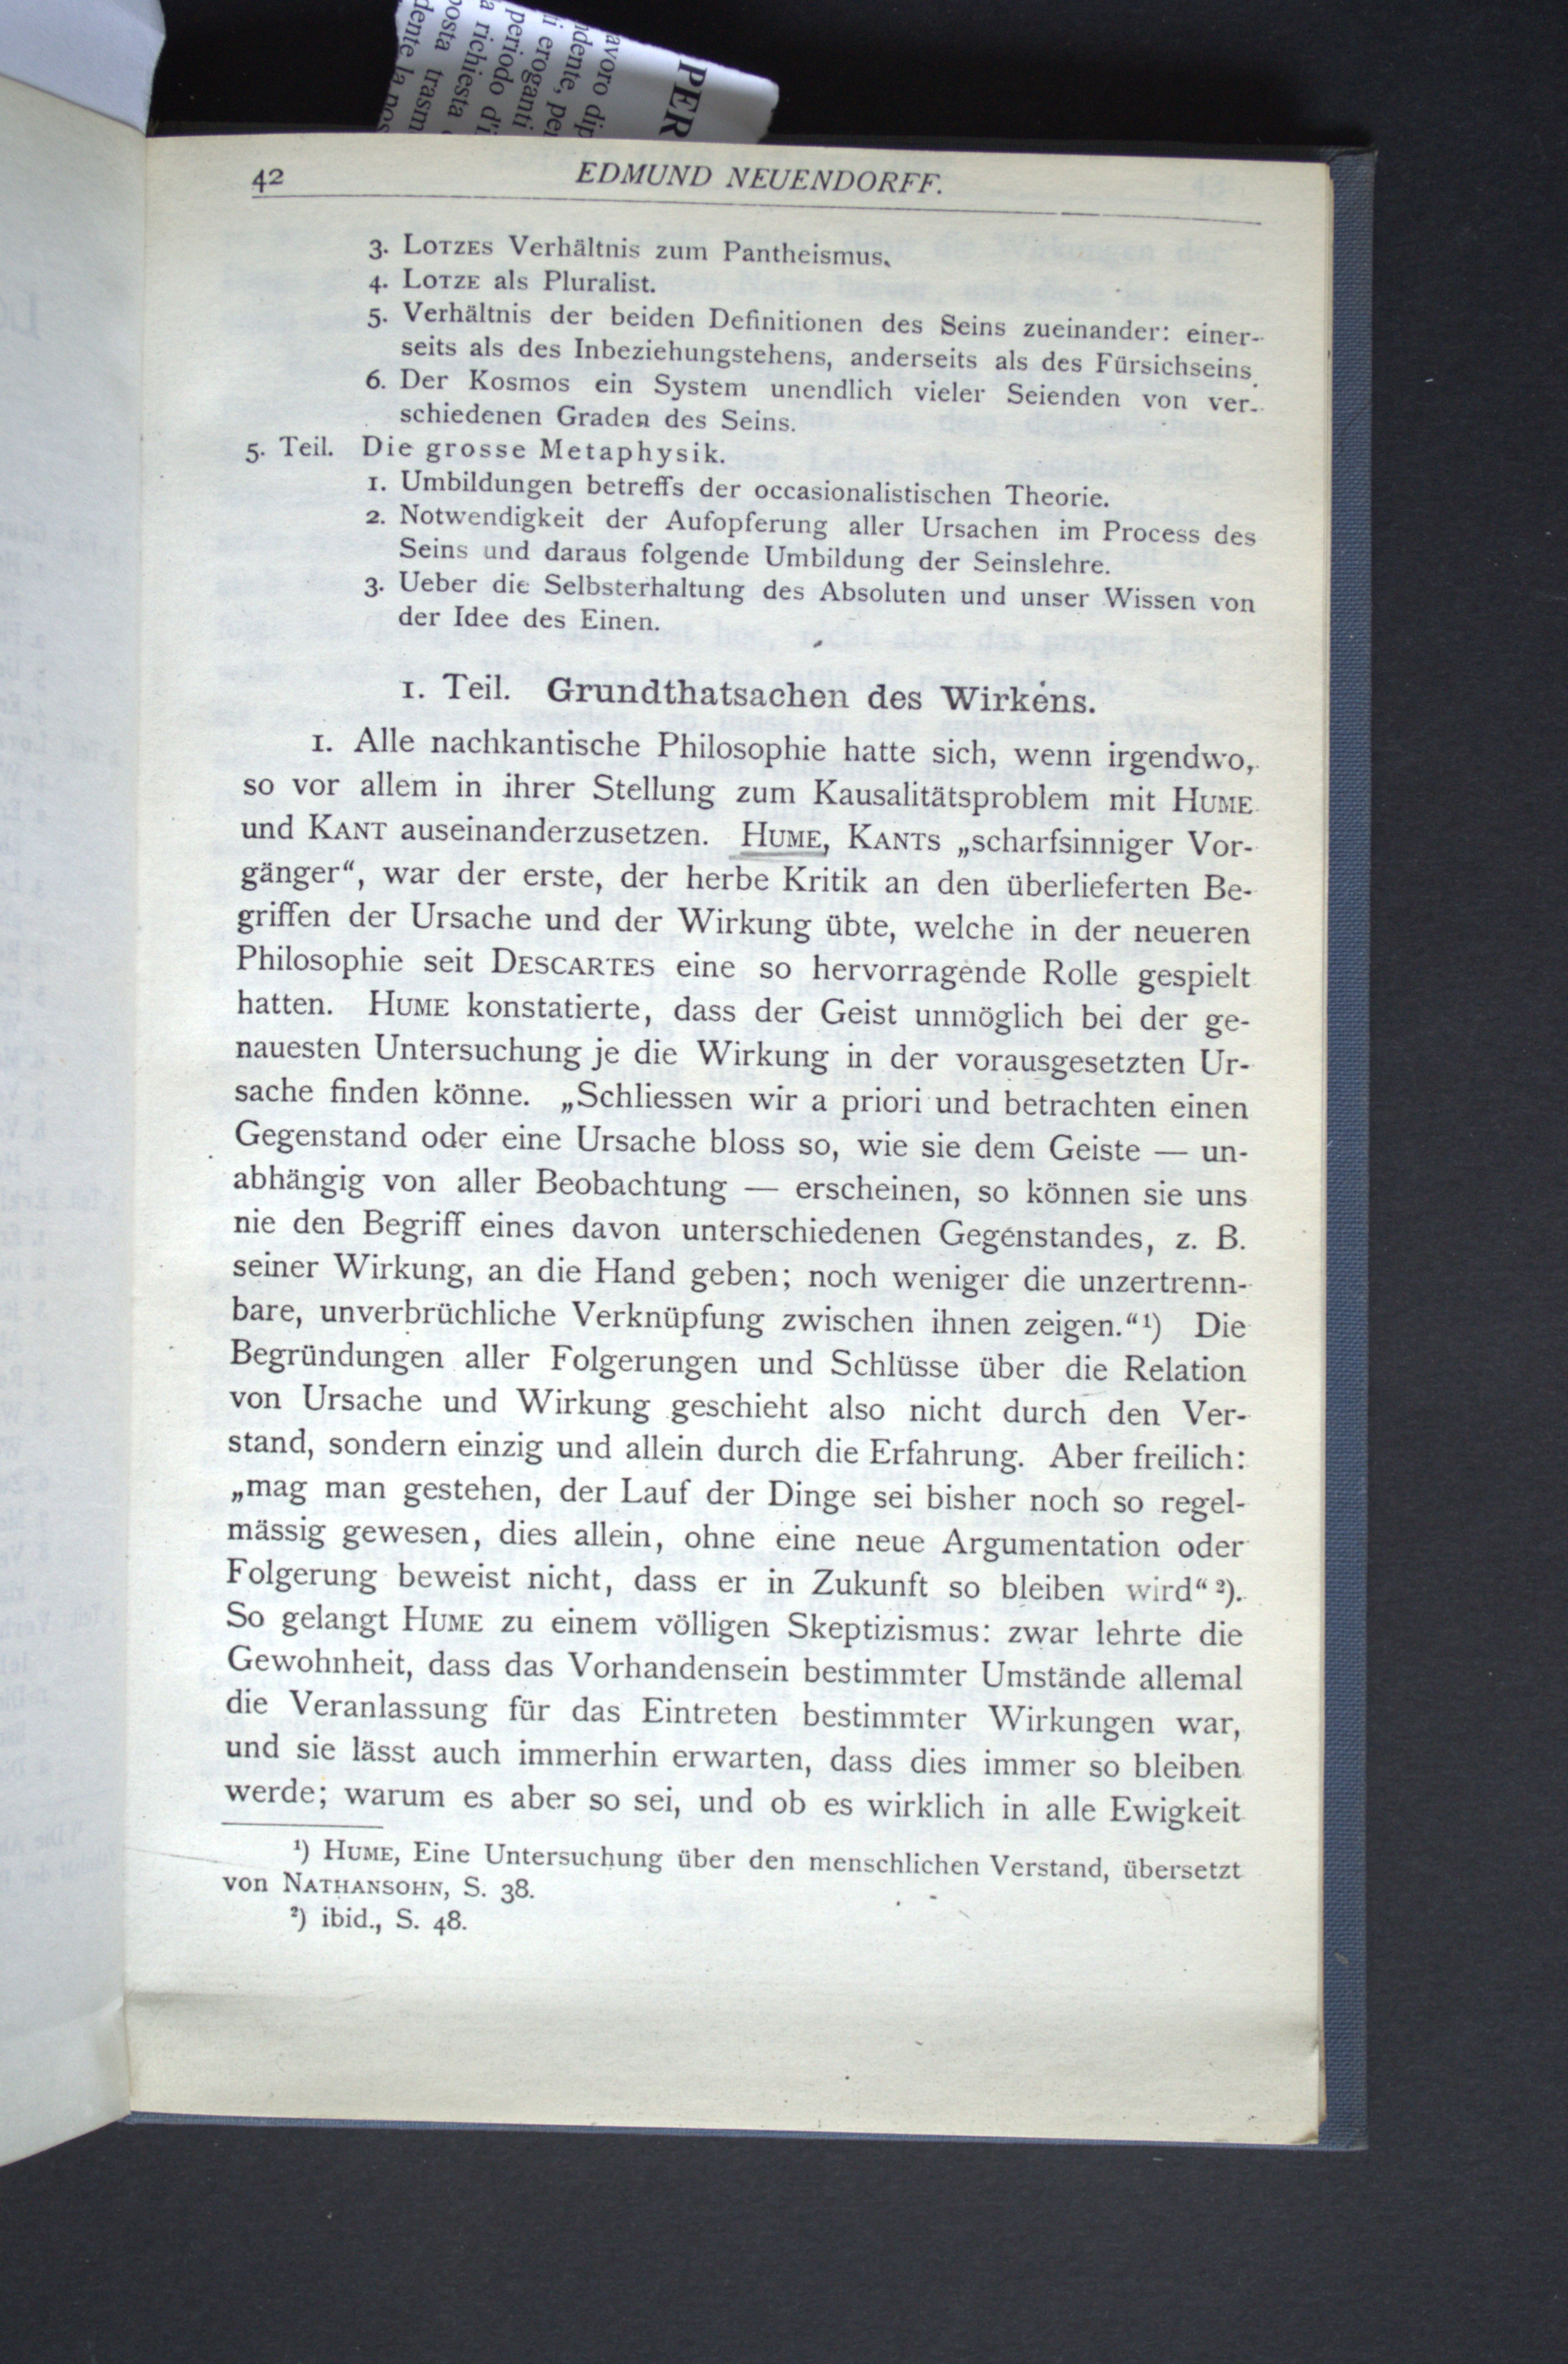 PER
avoro dip
idente, per
i eroganti
periodo d'i
a richiesta
posta trasm
dente la pos
42 EDMUND NEUENDORFF.
3. LOTZES Verhältnis zum Pantheismus.
4. LOTZE als Pluralist.
5. Verhältnis der beiden Definitionen des Seins zueinander: einer-
seits als des Inbeziehungstehens, anderseits als des Fürsichseins.
6. Der Kosmos ein System unendlich vieler Seienden von ver-
schiedenen Graden des Seins.
5. Teil. Die grosse Metaphysik.
1. Umbildungen betreffs der occasionalistischen Theorie.
2. Notwendigkeit der Aufopferung aller Ursachen im Process des
Seins und daraus folgende Umbildung der Seinslehre.
3. Ueber die Selbsterhaltung des Absoluten und unser Wissen von
der Idee des Einen.
1. Teil. Grundthatsachen des Wirkens.
1. Alle nachkantische Philosophie hatte sich, wenn irgendwo,
so vor allem in ihrer Stellung zum Kausalitätsproblem mit HUME
und KANT auseinanderzusetzen. HUME, KANTS „scharfsinniger Vor-
gänger“, war der erste, der herbe Kritik an den überlieferten Be-
griffen der Ursache und der Wirkung übte, welche in der neueren
Philosophie seit DESCARTES eine so hervorragende Rolle gespielt
hatten. HUME konstatierte, dass der Geist unmöglich bei der ge-
nauesten Untersuchung je die Wirkung in der vorausgesetzten Ur-
sache finden könne. „Schliessen wir a priori und betrachten einen
Gegenstand oder eine Ursache bloss so, wie sie dem Geiste — un-
abhängig von aller Beobachtung — erscheinen, so können sie uns
nie den Begriff eines davon unterschiedenen Gegenstandes, z. B.
seiner Wirkung, an die Hand geben; noch weniger die unzertrenn-
bare, unverbrüchliche Verknüpfung zwischen ihnen zeigen.“¹) Die
Begründungen aller Folgerungen und Schlüsse über die Relation
von Ursache und Wirkung geschieht also nicht durch den Ver-
stand, sondern einzig und allein durch die Erfahrung. Aber freilich:
„mag man gestehen, der Lauf der Dinge sei bisher noch so regel-
mässig gewesen, dies allein, ohne eine neue Argumentation oder
Folgerung beweist nicht, dass er in Zukunft so bleiben wird“ ²).
So gelangt HUME zu einem völligen Skeptizismus: zwar lehrte die
Gewohnheit, dass das Vorhandensein bestimmter Umstände allemal
die Veranlassung für das Eintreten bestimmter Wirkungen war,
und sie lässt auch immerhin erwarten, dass dies immer so bleiben
werde; warum es aber so sei, und ob es wirklich in alle Ewigkeit
¹) HUME, Eine Untersuchung über den menschlichen Verstand, übersetzt
von NATHANSOHN, S. 38.
²) ibid., S. 48.